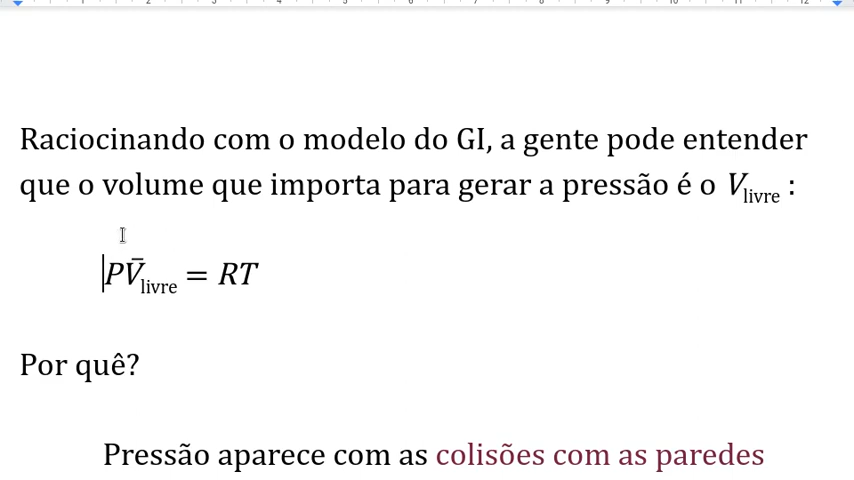 Raciocinando com o modelo do GI, a gente pode entender
que o volume que importa para gerar a pressão é o V_livre :
PV̄_livre = RT
Por quê?
Pressão aparece com as colisões com as paredes